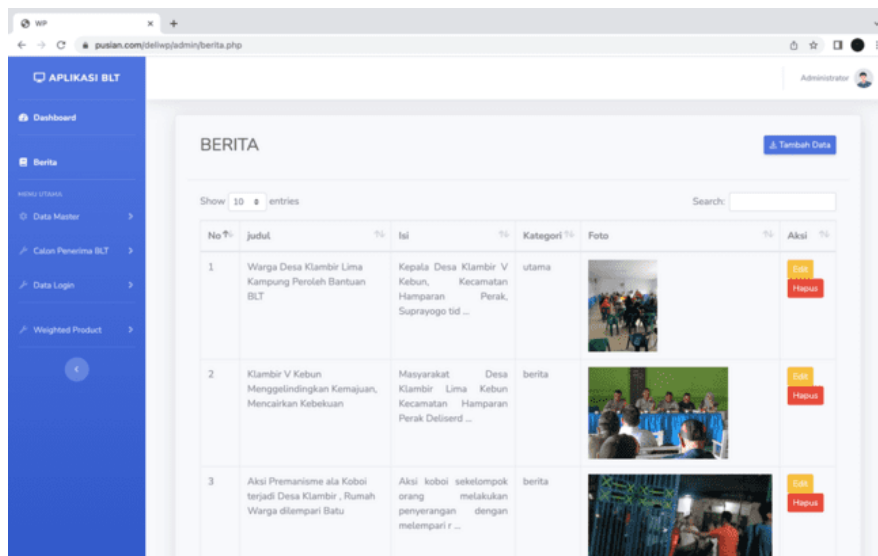 WP
pusian.com/deliwp/admin/berita.php
APLIKASI BLT
Administrator
Dashboard
Berita
MENU UTAMA
Data Master
Calon Penerima BLT
Data Login
Weighted Product
BERITA
Tambah Data
Show 10 entries
Search:
No judul Isi Kategori Foto Aksi
1 Warga Desa Klambir Lima Kepala Desa Klambir V utama Edit
Kampung Peroleh Bantuan Kebun, Kecamatan Hapus
BLT Hamparan Perak,
Suprayogo tid ...
2 Klambir V Kebun Masyarakat Desa berita Edit
Menggelindingkan Kemajuan, Klambir Lima Kebun Hapus
Mencairkan Kebekuan Kecamatan Hamparan
Perak Deliserd ...
3 Aksi Premanisme ala Koboi Aksi koboi sekelompok berita Edit
terjadi Desa Klambir , Rumah orang melakukan Hapus
Warga dilempari Batu penyerangan dengan
melempari r ...